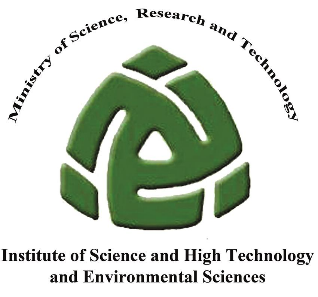 Ministry of Science, Research and Technology
Institute of Science and High Technology
and Environmental Sciences